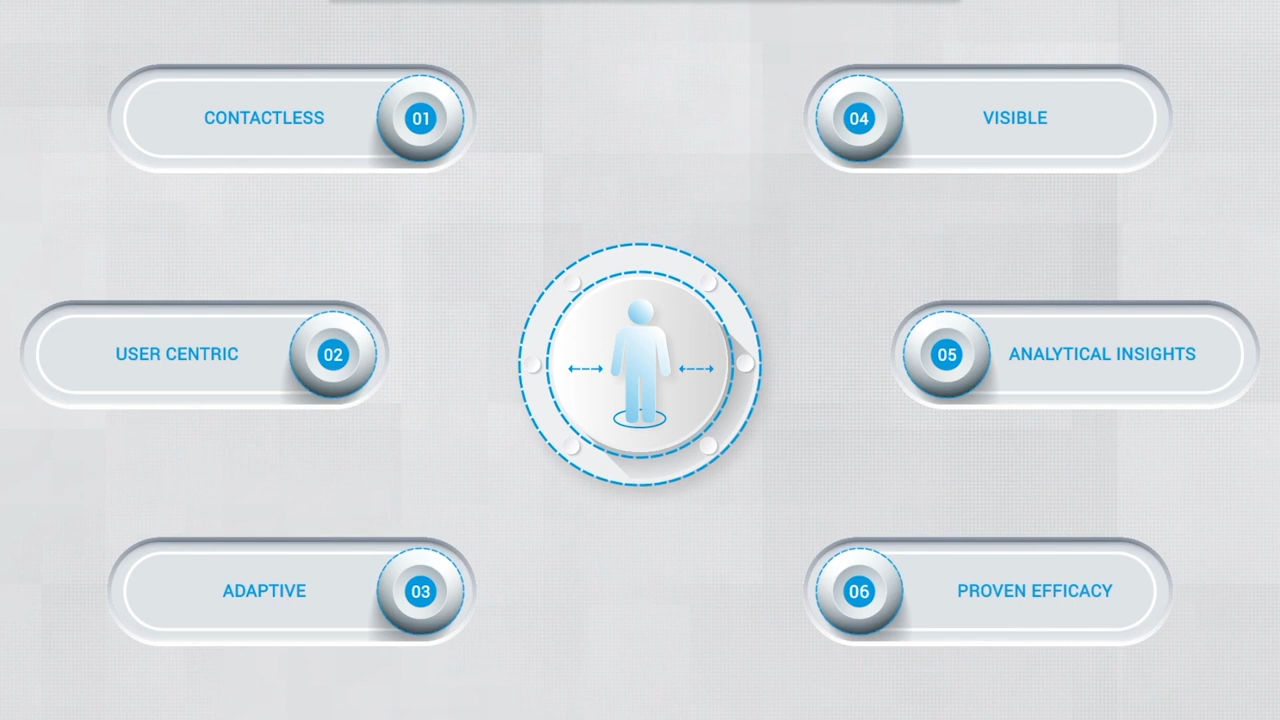 CONTACTLESS 01
USER CENTRIC 02
ADAPTIVE 03
04 VISIBLE
05 ANALYTICAL INSIGHTS
06 PROVEN EFFICACY